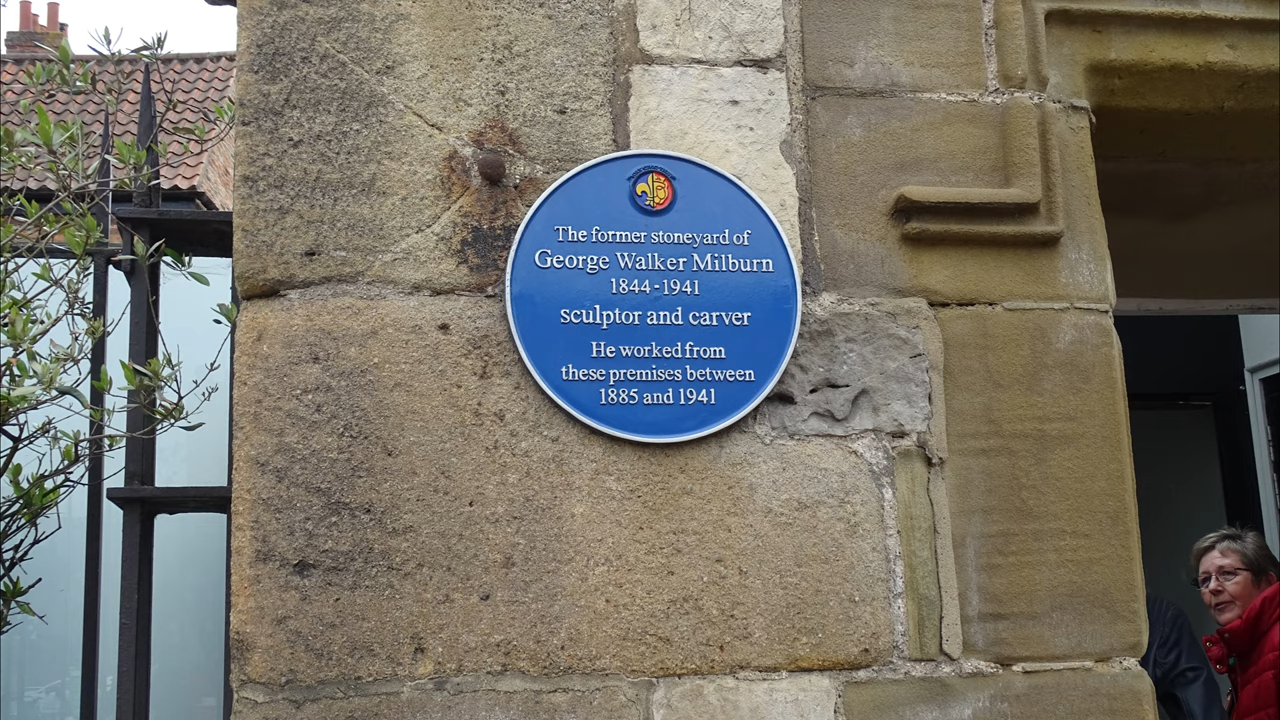 The former stoneyard of
George Walker Milburn
1844-1941
sculptor and carver
He worked from
these premises between
1885 and 1941